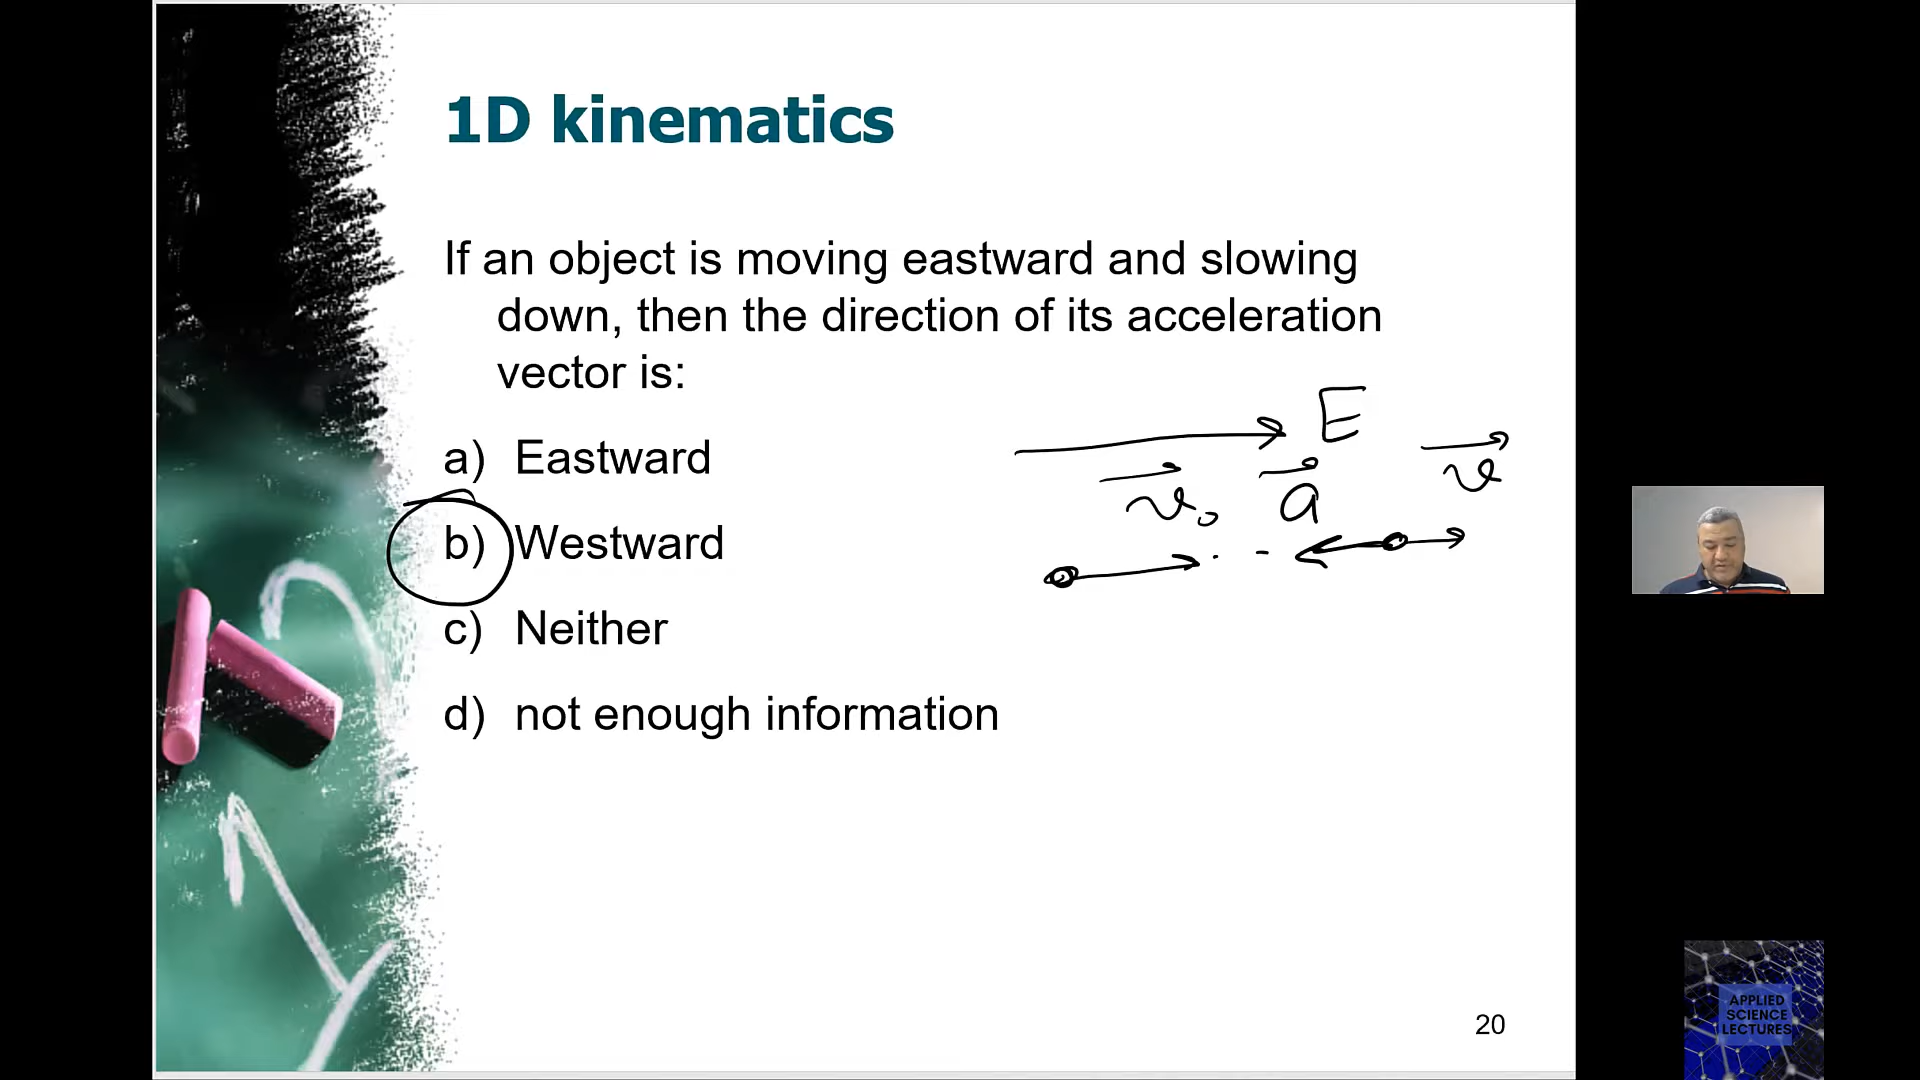 1D kinematics
If an object is moving eastward and slowing
down, then the direction of its acceleration
vector is:
E
a) Eastward
v
v₀ a
b) Westward
c) Neither
d) not enough information
20
APPLIED
SCIENCE
LECTURES